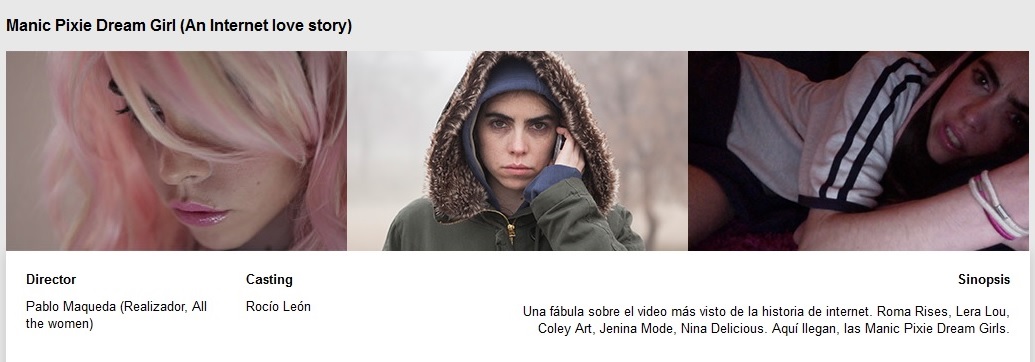 Manic Pixie Dream Girl (An Internet love story)
Director
Pablo Maqueda (Realizador, All
the women)
Casting
Rocío León
Sinopsis
Una fábula sobre el video más visto de la historia de internet. Roma Rises, Lera Lou,
Coley Art, Jenina Mode, Nina Delicious. Aquí llegan, las Manic Pixie Dream Girls.